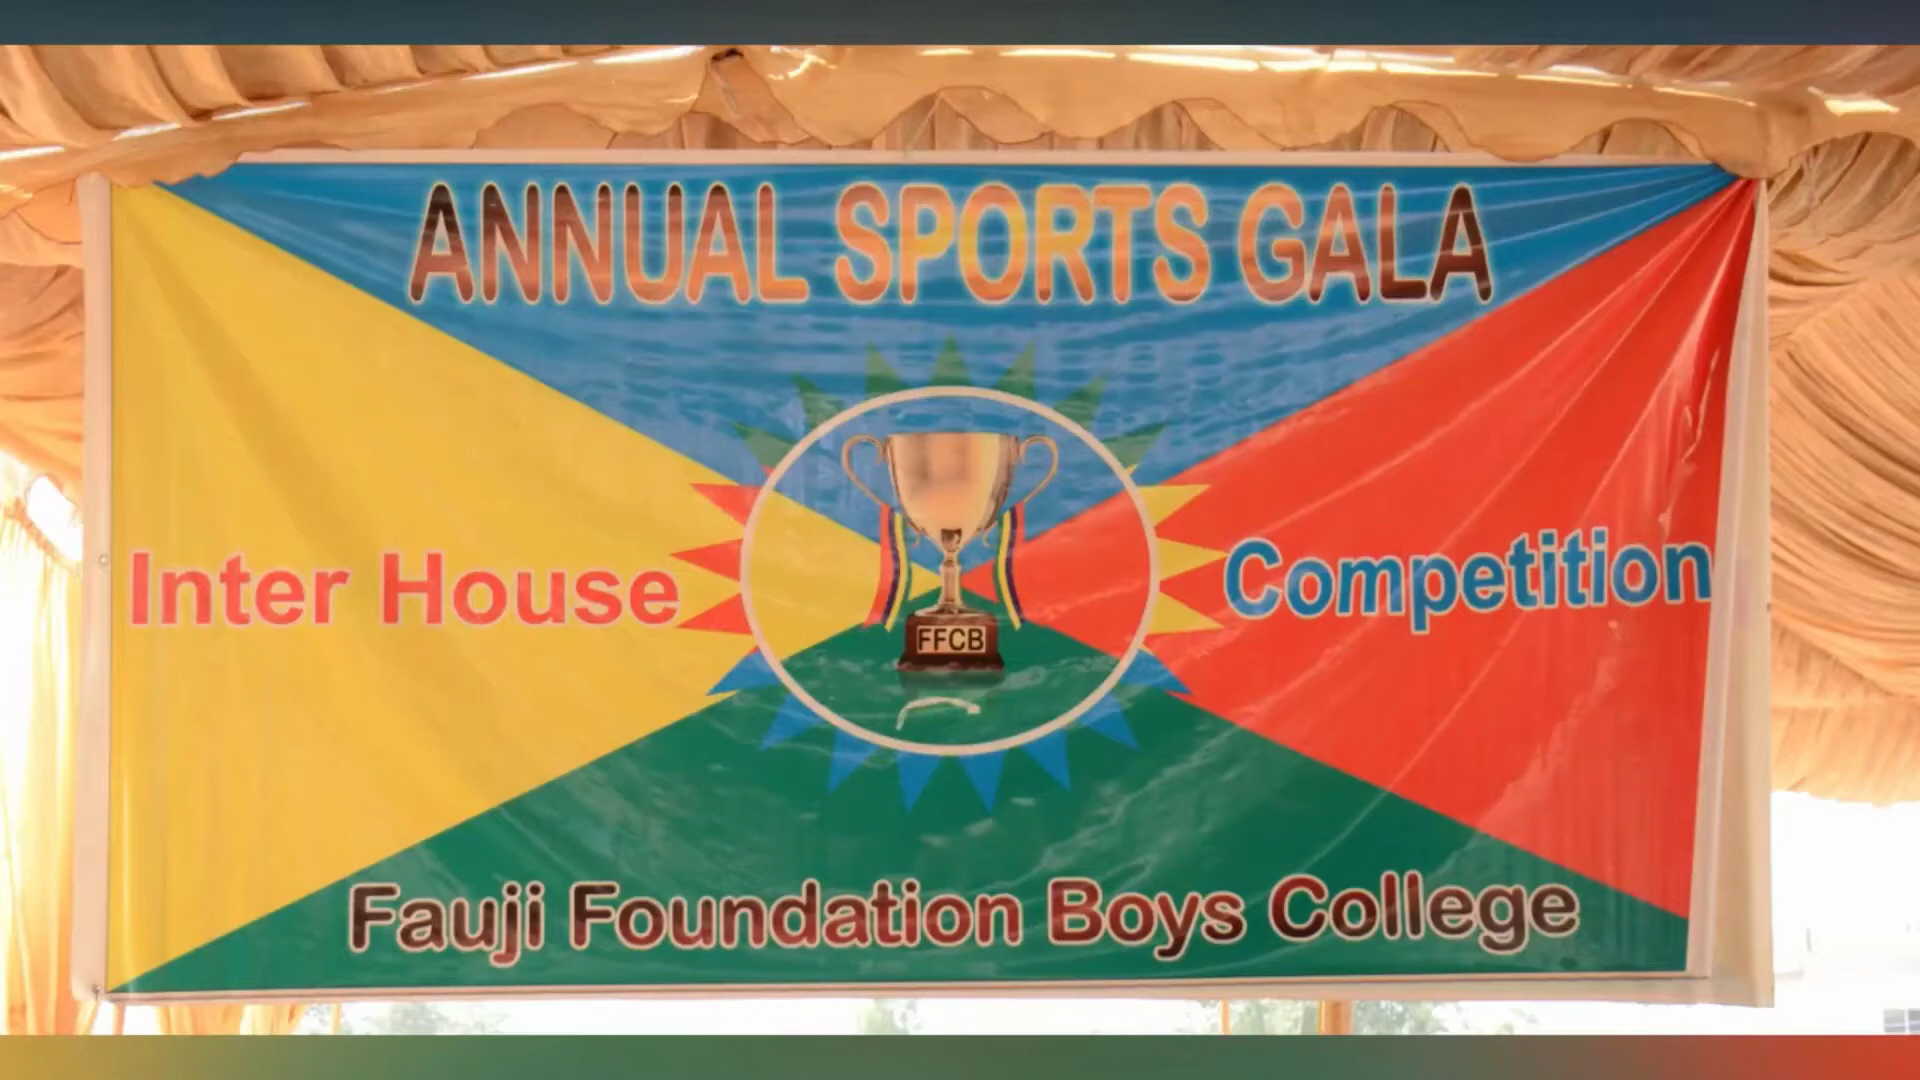 ANNUAL SPORTS GALA
Inter House
Competition
FFCB
Fauji Foundation Boys College